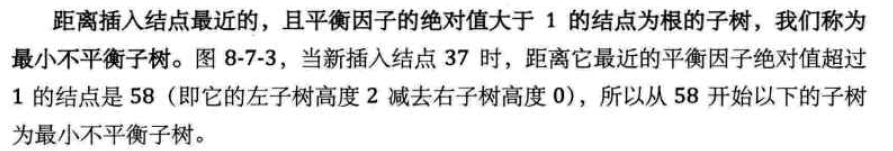 距离插入结点最近的，且平衡因子的绝对值大于 1 的结点为根的子树，我们称为
最小不平衡子树。图 8-7-3，当新插入结点 37 时，距离它最近的平衡因子绝对值超过
1 的结点是 58（即它的左子树高度 2 减去右子树高度 0），所以从 58 开始以下的子树
为最小不平衡子树。